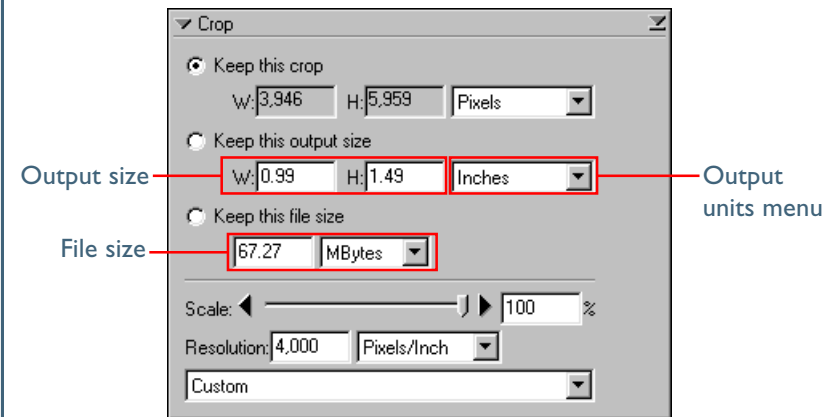 Crop
Keep this crop
W: 3,946 H: 5,959 Pixels
Keep this output size
Output size W: 0.99 H: 1.49 Inches Output units menu
Keep this file size
File size 67.27 MBytes
Scale: 100 %
Resolution: 4,000 Pixels/Inch
Custom